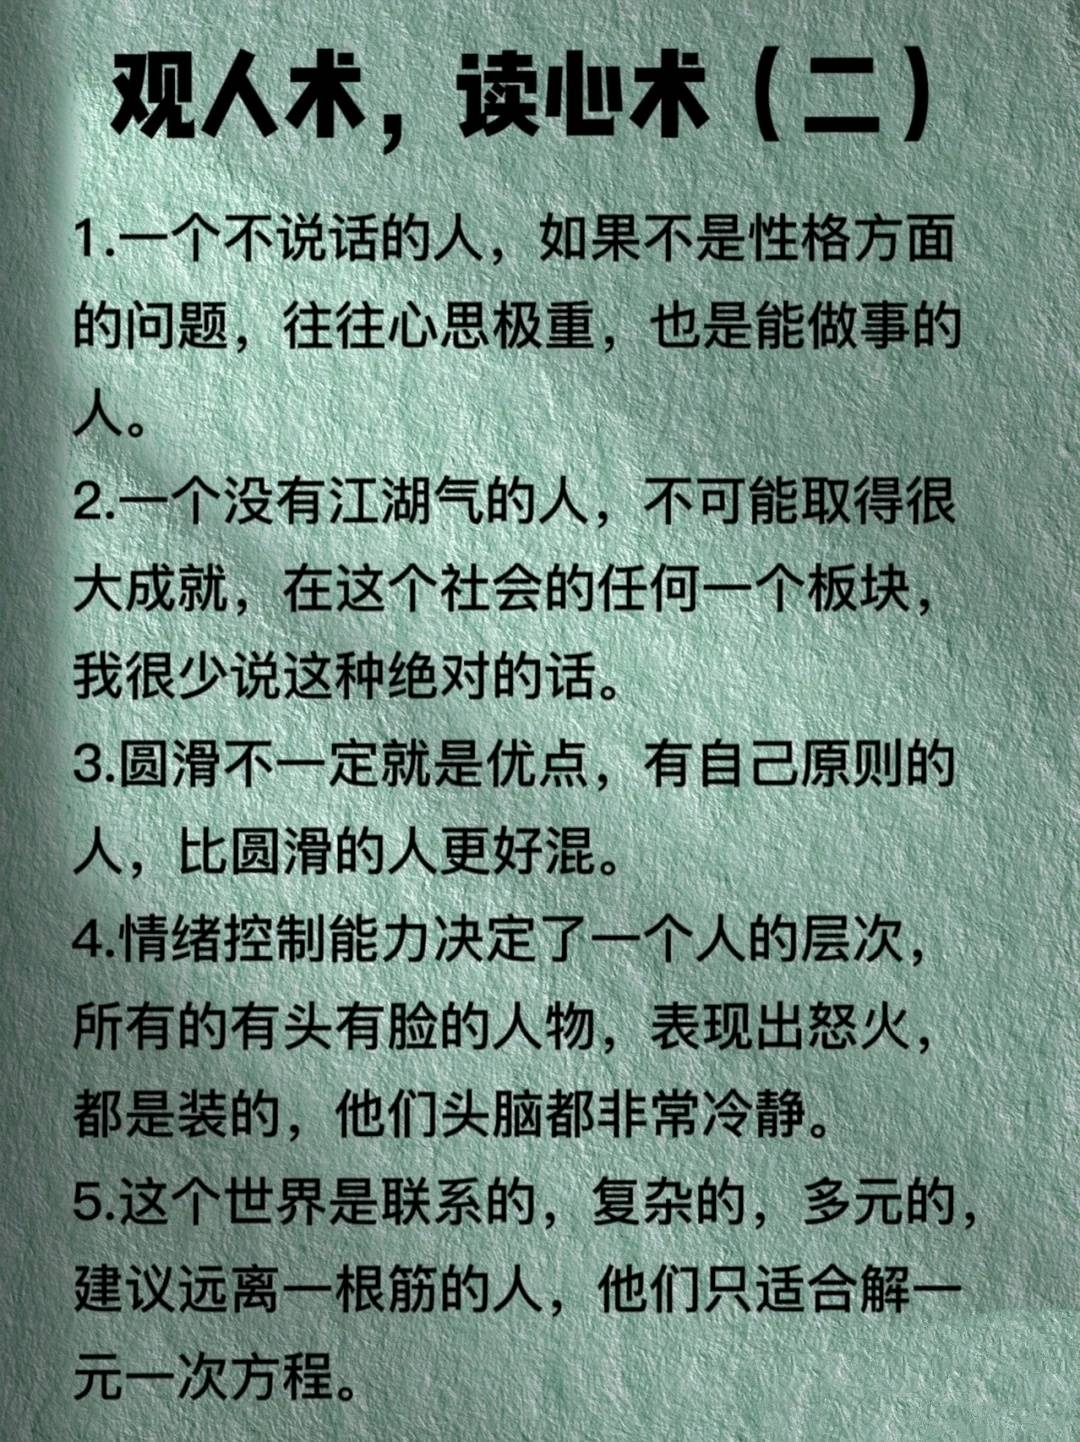 观人术，读心术（二）
1.一个不说话的人，如果不是性格方面
的问题，往往心思极重，也是能做事的
人。
2.一个没有江湖气的人，不可能取得很
大成就，在这个社会的任何一个板块，
我很少说这种绝对的话。
3.圆滑不一定就是优点，有自己原则的
人，比圆滑的人更好混。
4.情绪控制能力决定了一个人的层次，
所有的有头有脸的人物，表现出怒火，
都是装的，他们头脑都非常冷静。
5.这个世界是联系的，复杂的，多元的，
建议远离一根筋的人，他们只适合解一
元一次方程。